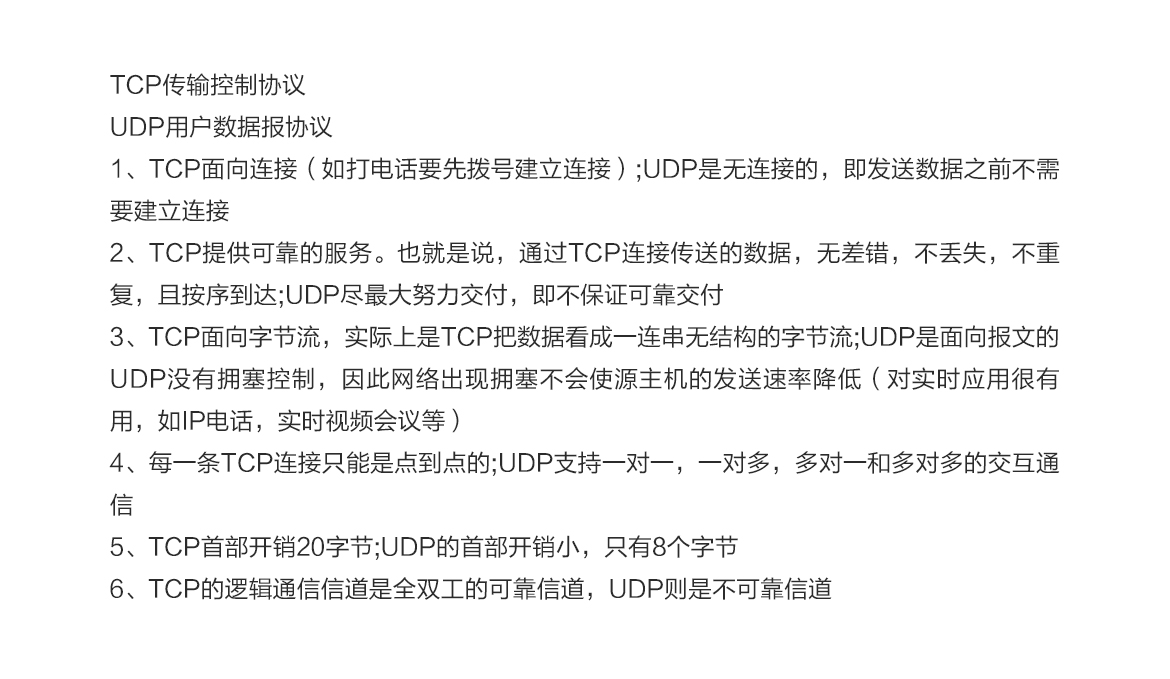 TCP传输控制协议
UDP用户数据报协议
1、TCP面向连接（如打电话要先拨号建立连接）;UDP是无连接的，即发送数据之前不需
要建立连接
2、TCP提供可靠的服务。也就是说，通过TCP连接传送的数据，无差错，不丢失，不重
复，且按序到达;UDP尽最大努力交付，即不保证可靠交付
3、TCP面向字节流，实际上是TCP把数据看成一连串无结构的字节流;UDP是面向报文的
UDP没有拥塞控制，因此网络出现拥塞不会使源主机的发送速率降低（对实时应用很有
用，如IP电话，实时视频会议等）
4、每一条TCP连接只能是点到点的;UDP支持一对一，一对多，多对一和多对多的交互通
信
5、TCP首部开销20字节;UDP的首部开销小，只有8个字节
6、TCP的逻辑通信信道是全双工的可靠信道，UDP则是不可靠信道